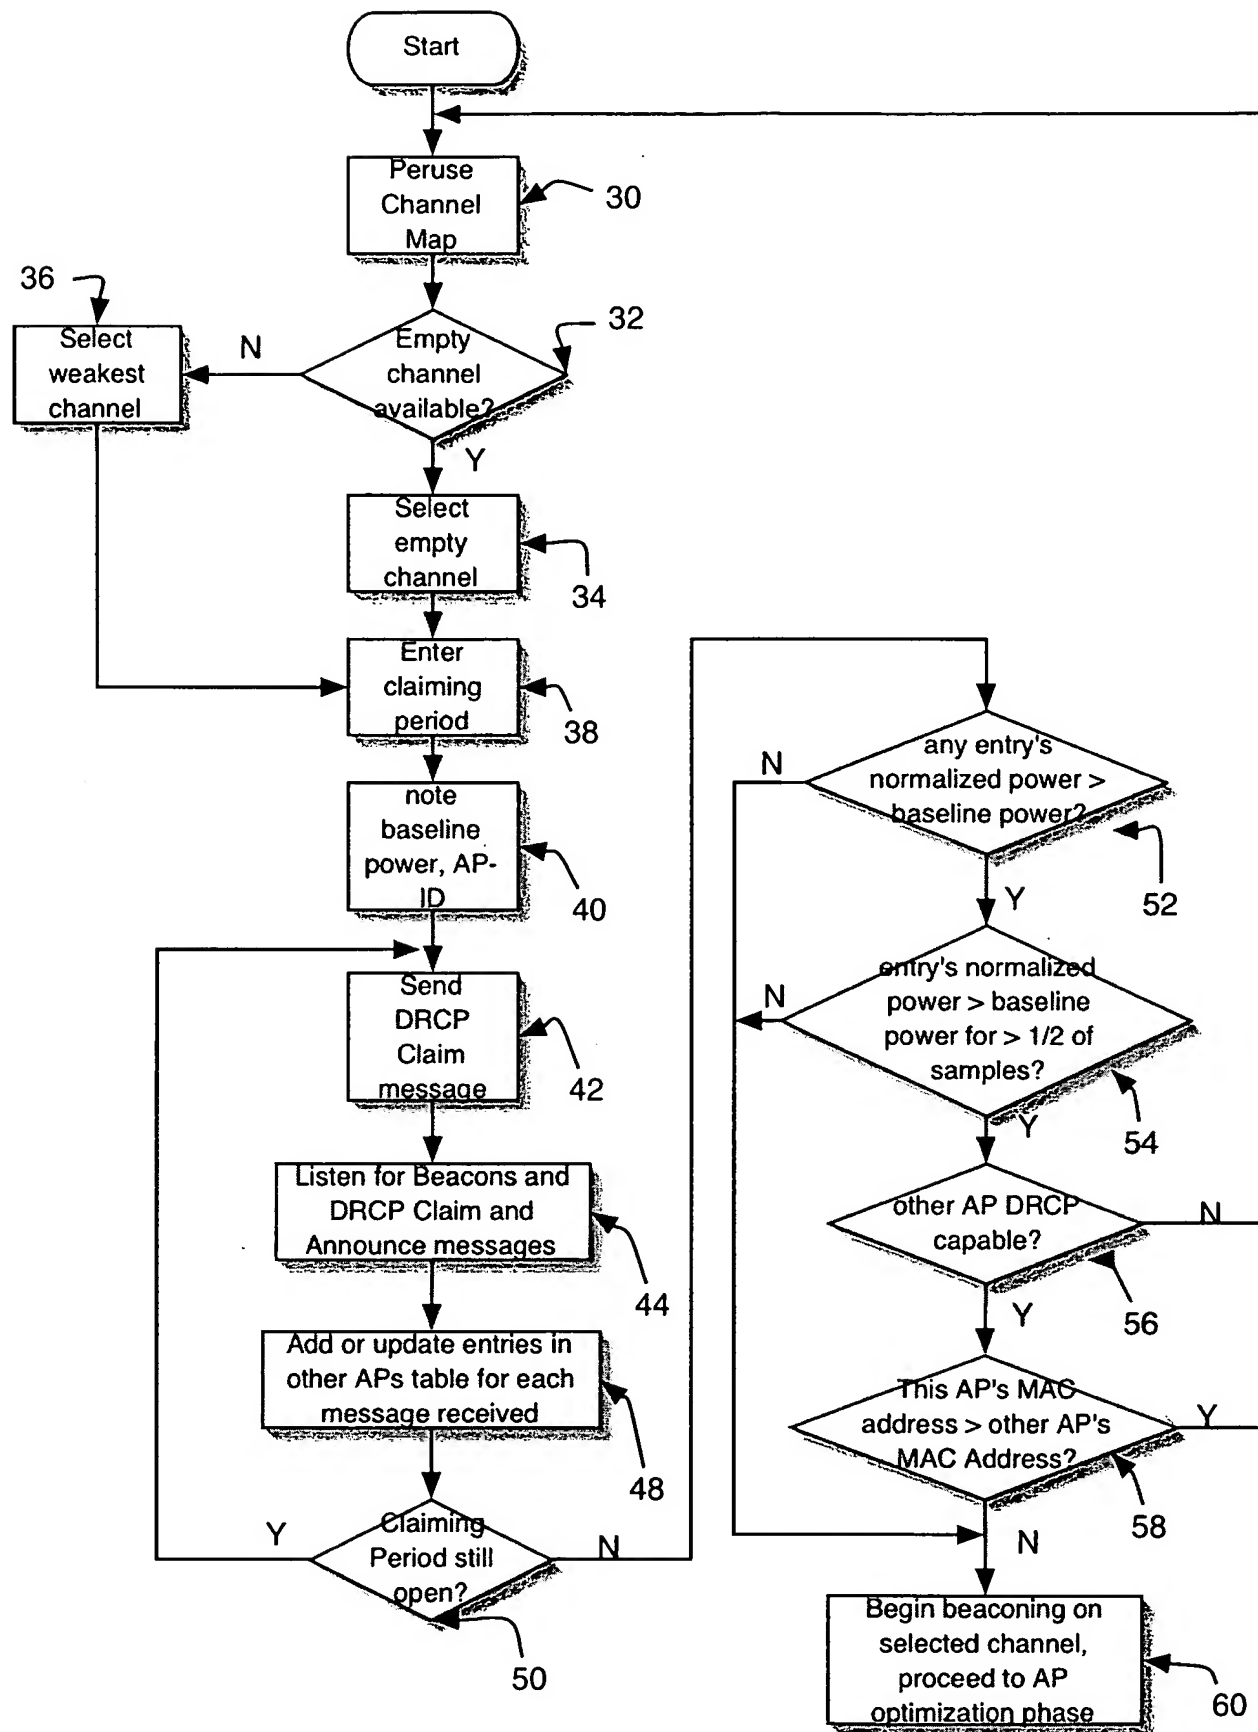 Start
Peruse
Channel
Map
30
36
Select
weakest
channel
N
Empty
channel
available?
32
Y
Select
empty
channel
34
Enter
claiming
period
38
note
baseline
power, AP-
ID
40
Send
DRCP
Claim
message
42
Listen for Beacons and
DRCP Claim and
Announce messages
44
Add or update entries in
other APs table for each
message received
48
Y
Claiming
Period still
open?
N
50
N
any entry's
normalized power >
baseline power?
52
Y
N
entry's normalized
power > baseline
power for > 1/2 of
samples?
54
Y
other AP DRCP
capable?
N
56
Y
This AP's MAC
address > other AP's
MAC Address?
Y
58
N
Begin beaconing on
selected channel,
proceed to AP
optimization phase
60